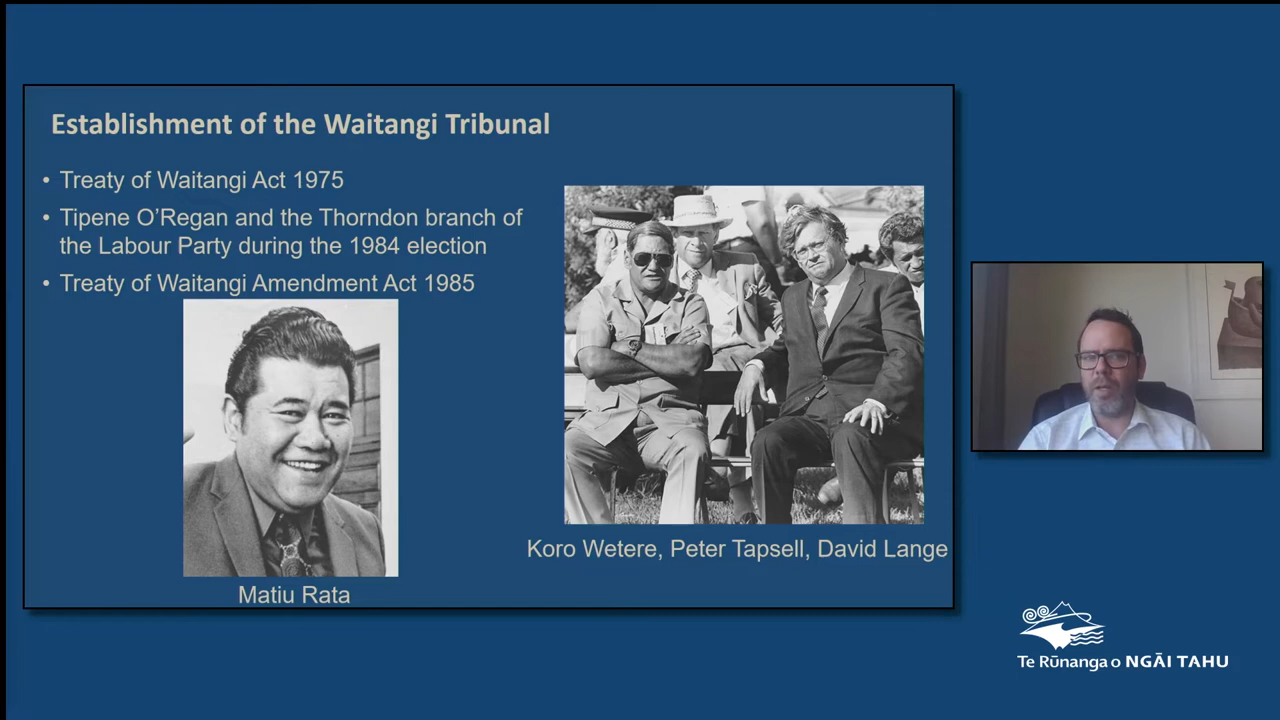 Establishment of the Waitangi Tribunal
• Treaty of Waitangi Act 1975
• Tipene O’Regan and the Thorndon branch of
the Labour Party during the 1984 election
• Treaty of Waitangi Amendment Act 1985
Matiu Rata
Koro Wetere, Peter Tapsell, David Lange
Te Rūnanga o NGĀI TAHU